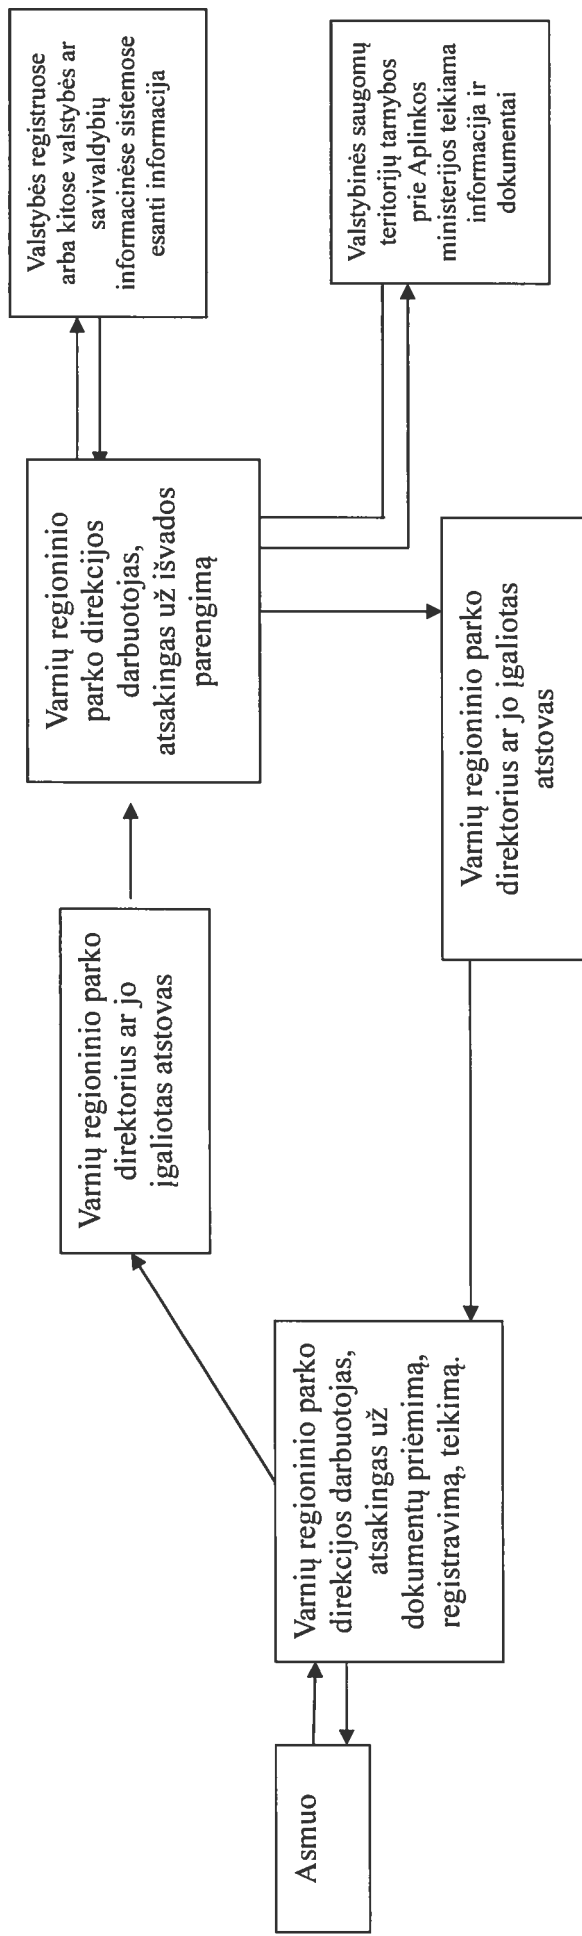 Asmuo
Varnių regioninio parko
direkcijos darbuotojas,
atsakingas už
dokumentų priėmimą,
registravimą, teikimą.
Varnių regioninio parko
direktorius ar jo
įgaliotas atstovas
Varnių regioninio
parko direkcijos
darbuotojas,
atsakingas už išvados
parengimą
Valstybės registruose
arba kitose valstybės ar
savivaldybių
informacinėse sistemose
esanti informacija
Valstybinės saugomų
teritorijų tarnybos
prie Aplinkos
ministerijos teikiama
informacija ir
dokumentai
Varnių regioninio parko
direktorius ar jo įgaliotas
atstovas